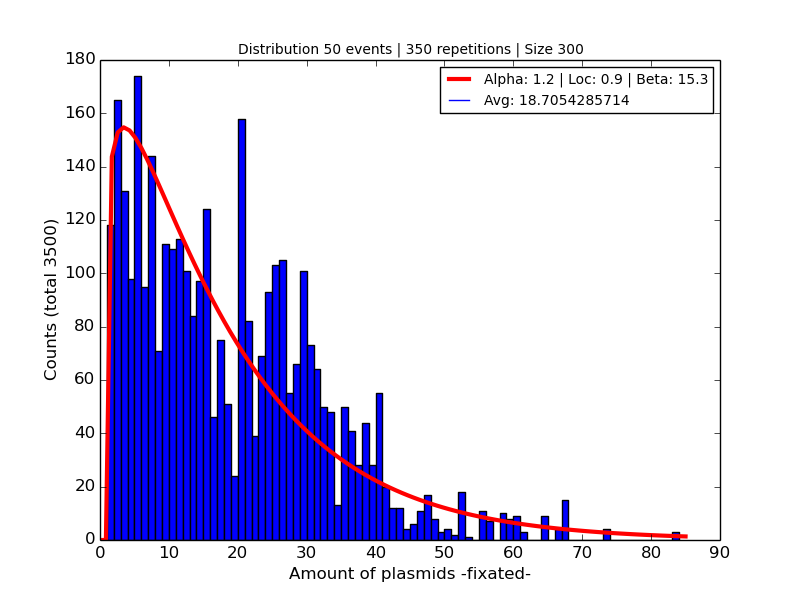 Distribution 50 events | 350 repetitions | Size 300
Alpha: 1.2 | Loc: 0.9 | Beta: 15.3
Avg: 18.7054285714
180
160
140
120
100
80
60
40
20
0
Counts (total 3500)
0 10 20 30 40 50 60 70 80 90
Amount of plasmids -fixated-